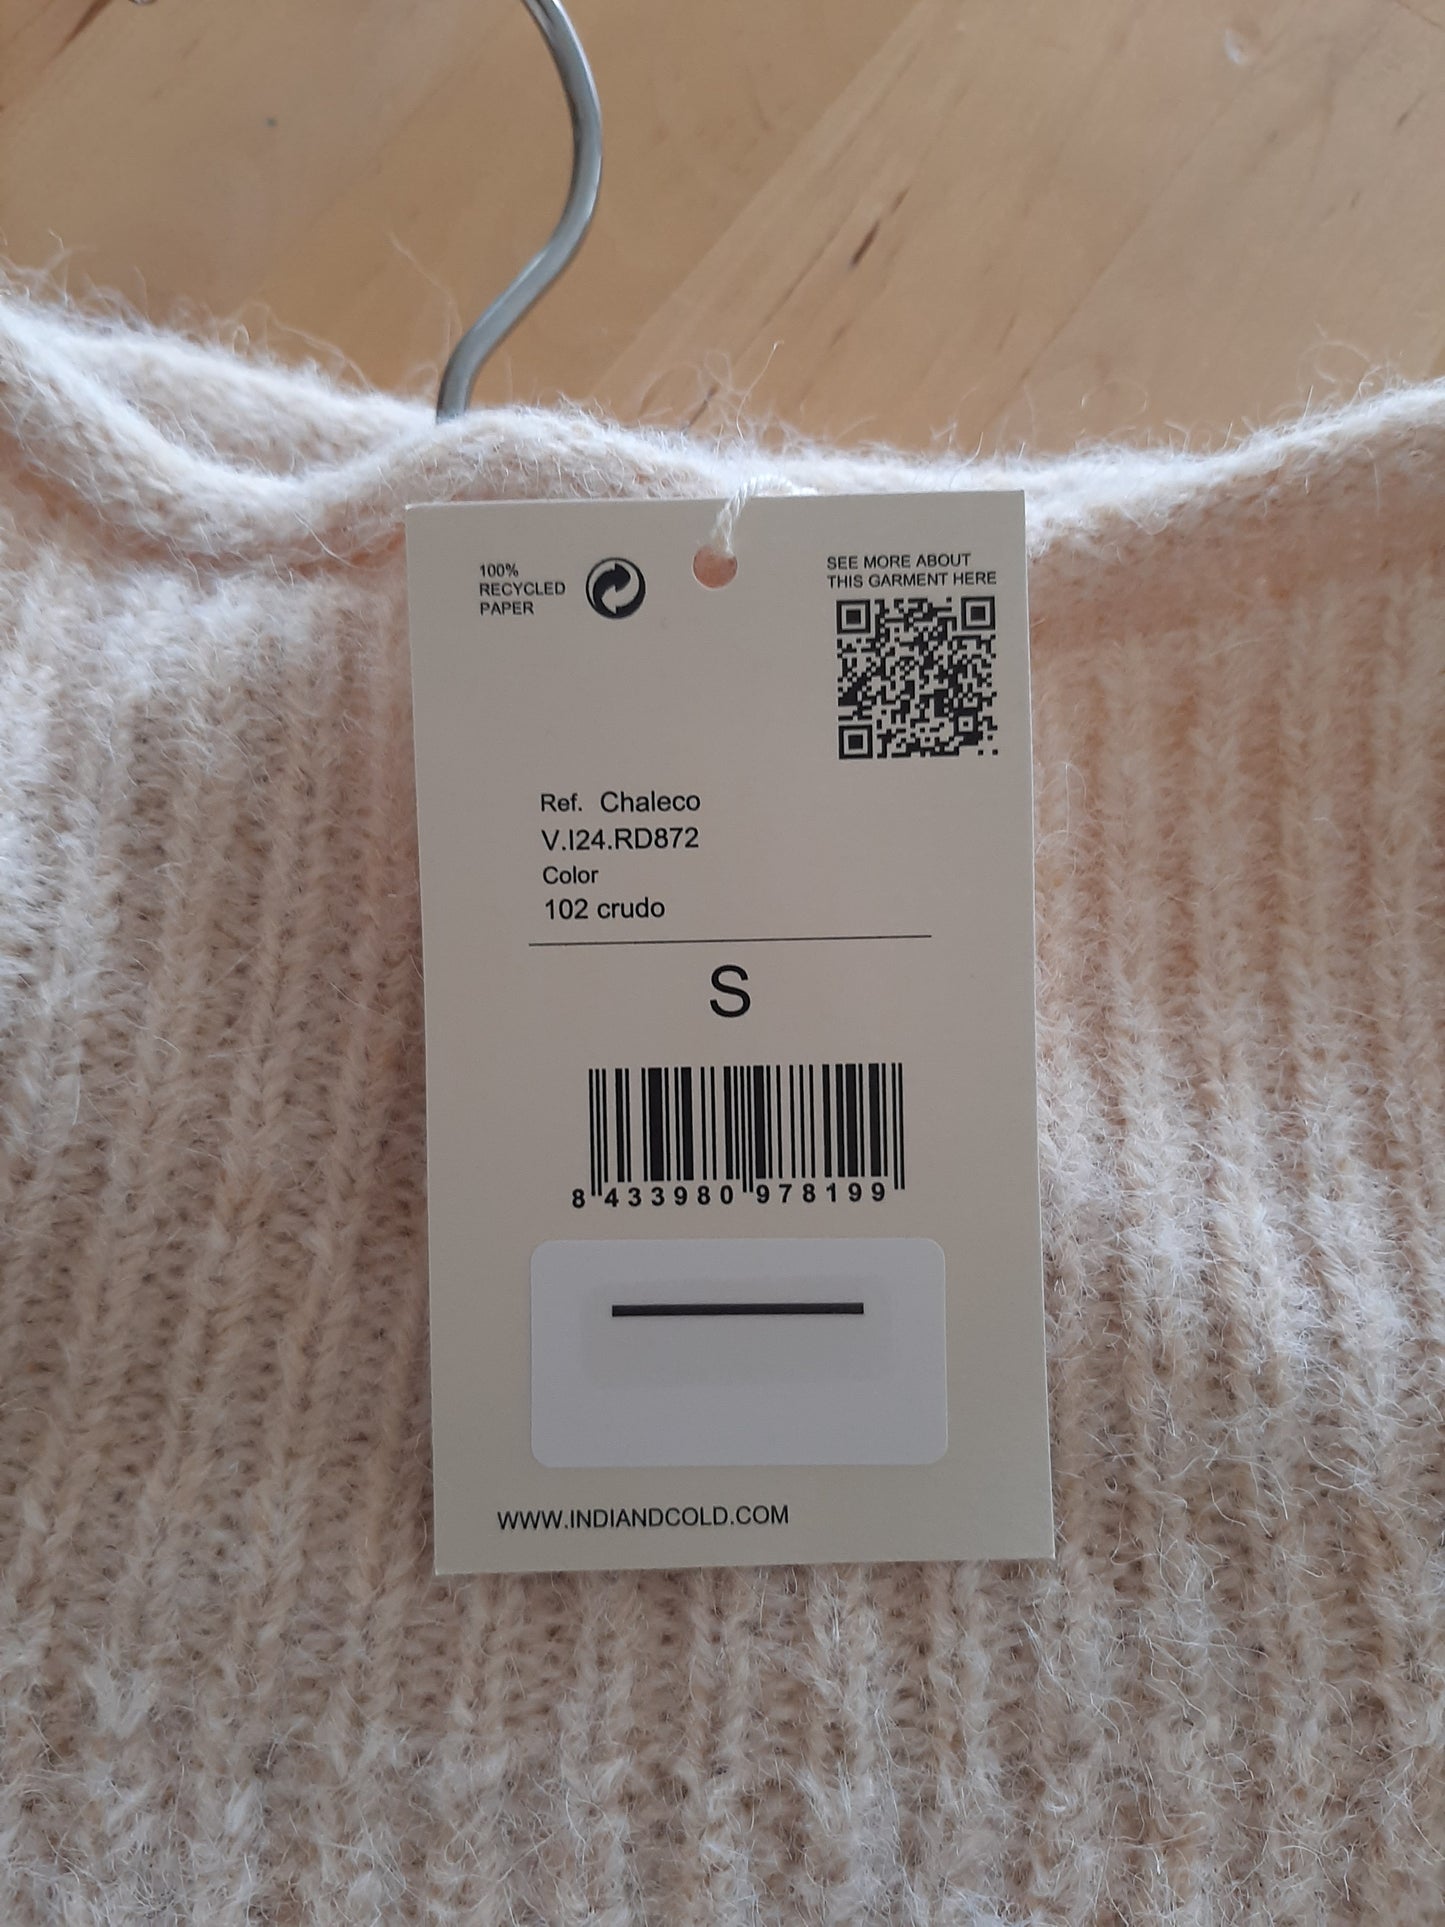 100%
RECYCLED
PAPER
SEE MORE ABOUT
THIS GARMENT HERE
Ref. Chaleco
V.I24.RD872
Color
102 crudo
S
8 433980 978199
WWW.INDIANDCOLD.COM